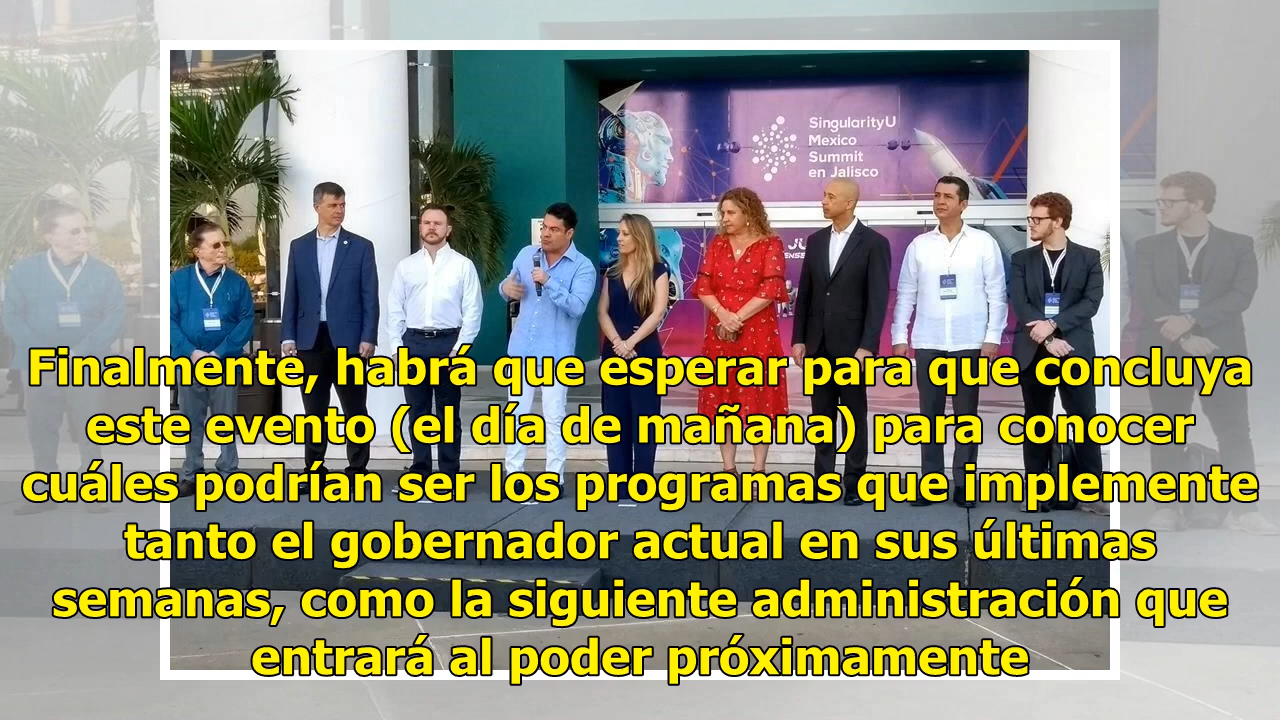 SingularityU
Mexico
Summit
en Jalisco
Finalmente, habrá que esperar para que concluya
este evento (el día de mañana) para conocer
cuáles podrían ser los programas que implemente
tanto el gobernador actual en sus últimas
semanas, como la siguiente administración que
entrará al poder próximamente